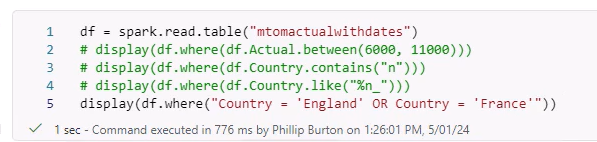 1 df = spark.read.table("mtomactualwithdates")
2 # display(df.where(df.Actual.between(6000, 11000)))
3 # display(df.where(df.Country.contains("n")))
4 # display(df.where(df.Country.like("%n_")))
5 display(df.where("Country = 'England' OR Country = 'France'"))
1 sec - Command executed in 776 ms by Phillip Burton on 1:26:01 PM, 5/01/24